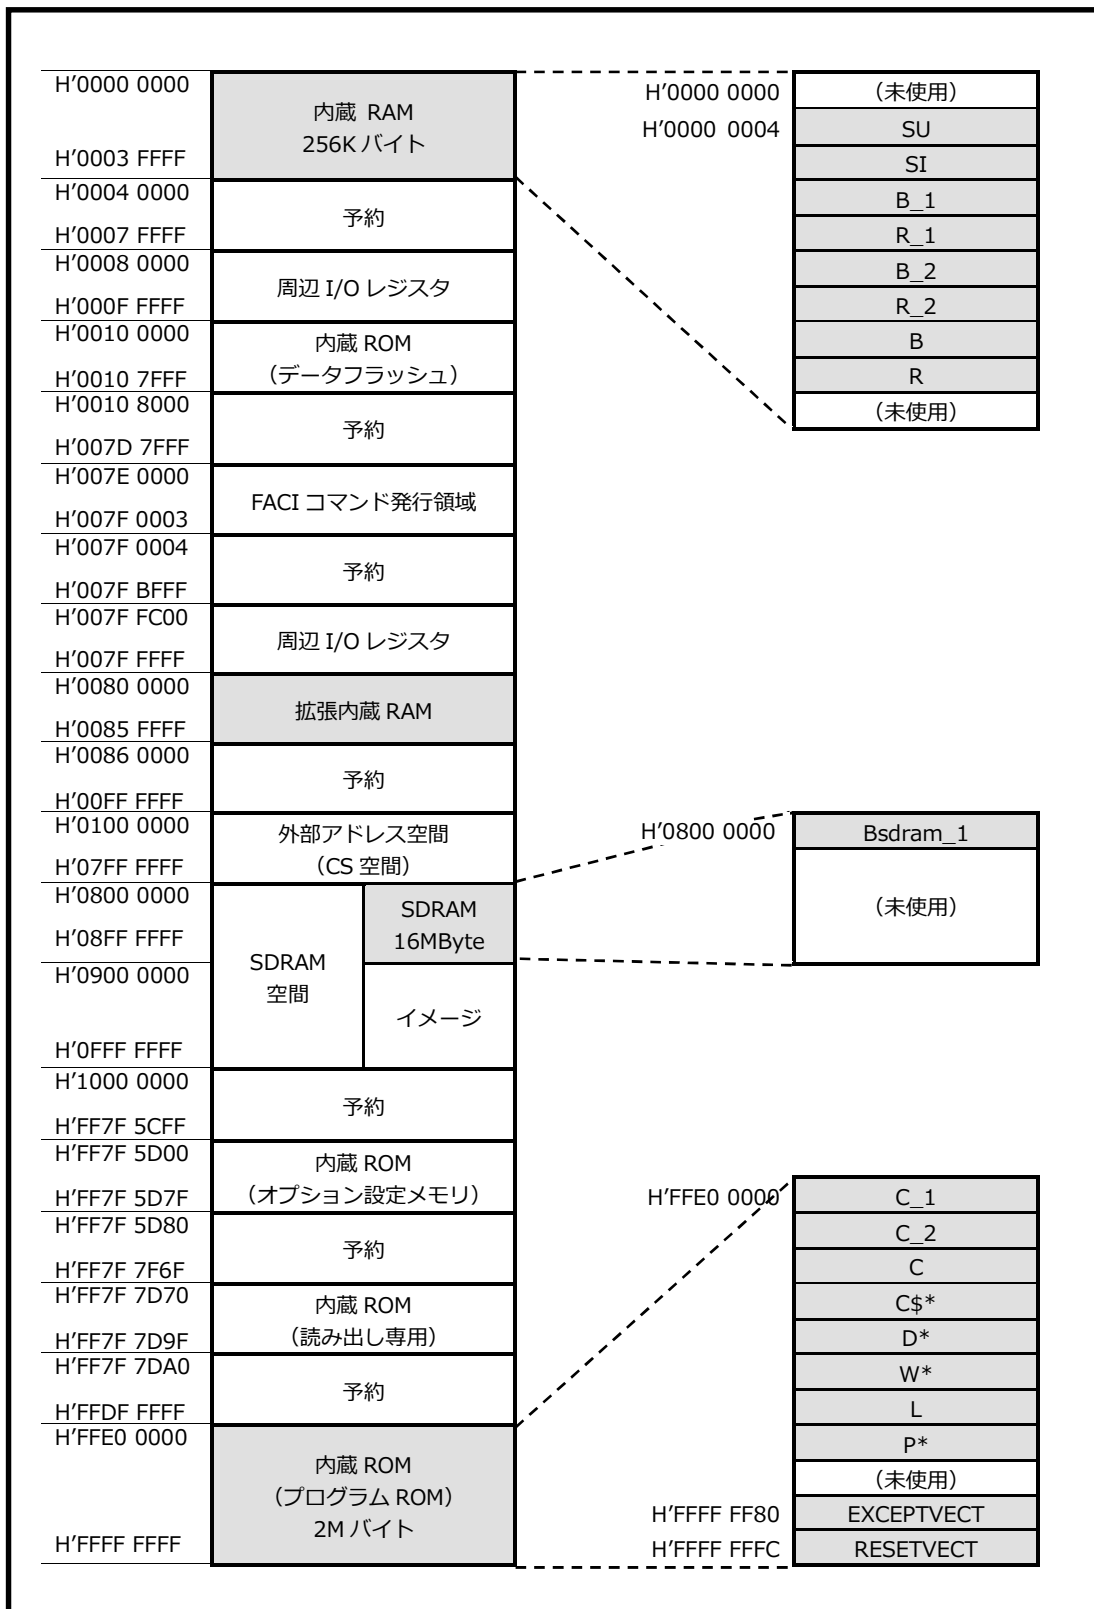 H'0000 0000
内蔵 RAM
256K バイト
H'0003 FFFF
H'0004 0000
予約
H'0007 FFFF
H'0008 0000
周辺 I/O レジスタ
H'000F FFFF
H'0010 0000
内蔵 ROM
（データフラッシュ）
H'0010 7FFF
H'0010 8000
予約
H'007D 7FFF
H'007E 0000
FACI コマンド発行領域
H'007F 0003
H'007F 0004
予約
H'007F BFFF
H'007F FC00
周辺 I/O レジスタ
H'007F FFFF
H'0080 0000
拡張内蔵 RAM
H'0085 FFFF
H'0086 0000
予約
H'00FF FFFF
H'0100 0000
外部アドレス空間
（CS 空間）
H'07FF FFFF
H'0800 0000
SDRAM
16MByte
H'08FF FFFF
SDRAM
空間
H'0900 0000
イメージ
H'0FFF FFFF
H'1000 0000
予約
H'FF7F 5CFF
H'FF7F 5D00
内蔵 ROM
（オプション設定メモリ）
H'FF7F 5D7F
H'FF7F 5D80
予約
H'FF7F 7F6F
H'FF7F 7D70
内蔵 ROM
（読み出し専用）
H'FF7F 7D9F
H'FF7F 7DA0
予約
H'FFDF FFFF
H'FFE0 0000
内蔵 ROM
（プログラム ROM）
2M バイト
H'FFFF FFFF
H'0000 0000
（未使用）
H'0000 0004
SU
SI
B_1
R_1
B_2
R_2
B
R
（未使用）
H'0800 0000
Bsdram_1
（未使用）
H'FFE0 0000
C_1
C_2
C
C$*
D*
W*
L
P*
（未使用）
H'FFFF FF80
EXCEPTVECT
H'FFFF FFFC
RESETVECT